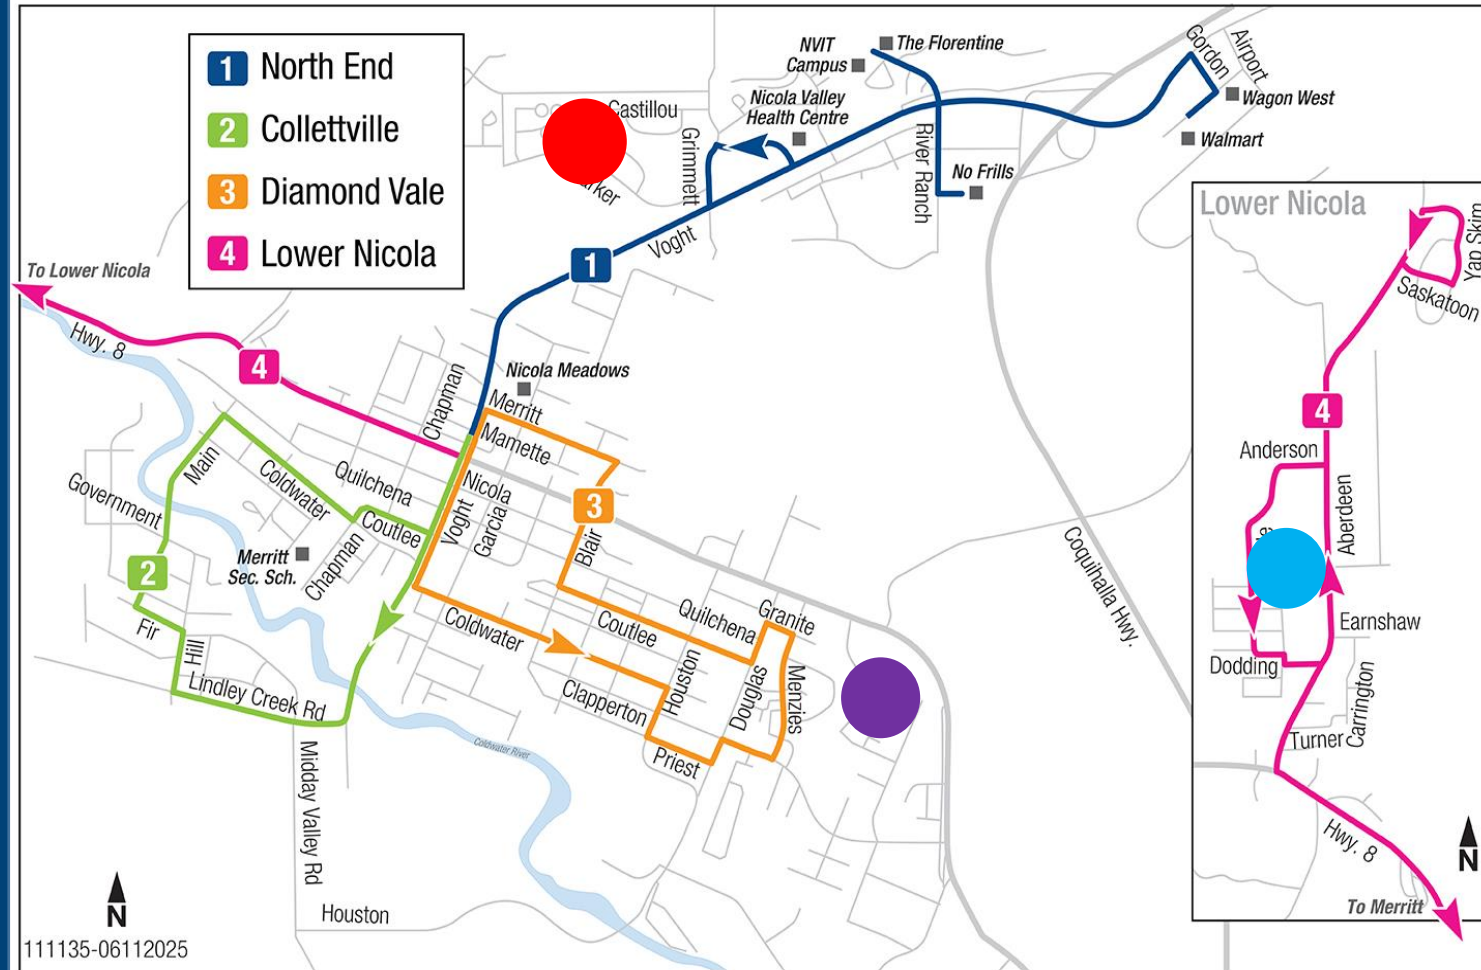 1 North End
2 Collettville
3 Diamond Vale
4 Lower Nicola
NVIT
Campus
The Florentine
Nicola Valley
Health Centre
Castillou
Grimmett
River Ranch
No Frills
Gordon
Airport
Wagon West
Walmart
Voght
1
To Lower Nicola
Hwy. 8
4
Chapman
Nicola Meadows
Merritt
Mamette
Nicola
Voght
Garcia
3
Blair
Main
Coldwater
Quilchena
Coutlee
Chapman
Government
Merritt
Sec. Sch.
2
Fir
Hill
Lindley Creek Rd
Coldwater
Coutlee
Quilchena
Granite
Clapperton
Houston
Douglas
Menzies
Priest
Coldwater River
Midday Valley Rd
Houston
Coquihalla Hwy.
N
111135-06112025
Lower Nicola
Yap Skim
Saskatoon
4
Anderson
Aberdeen
Earnshaw
Dodding
Carrington
Turner
Hwy. 8
To Merritt
N